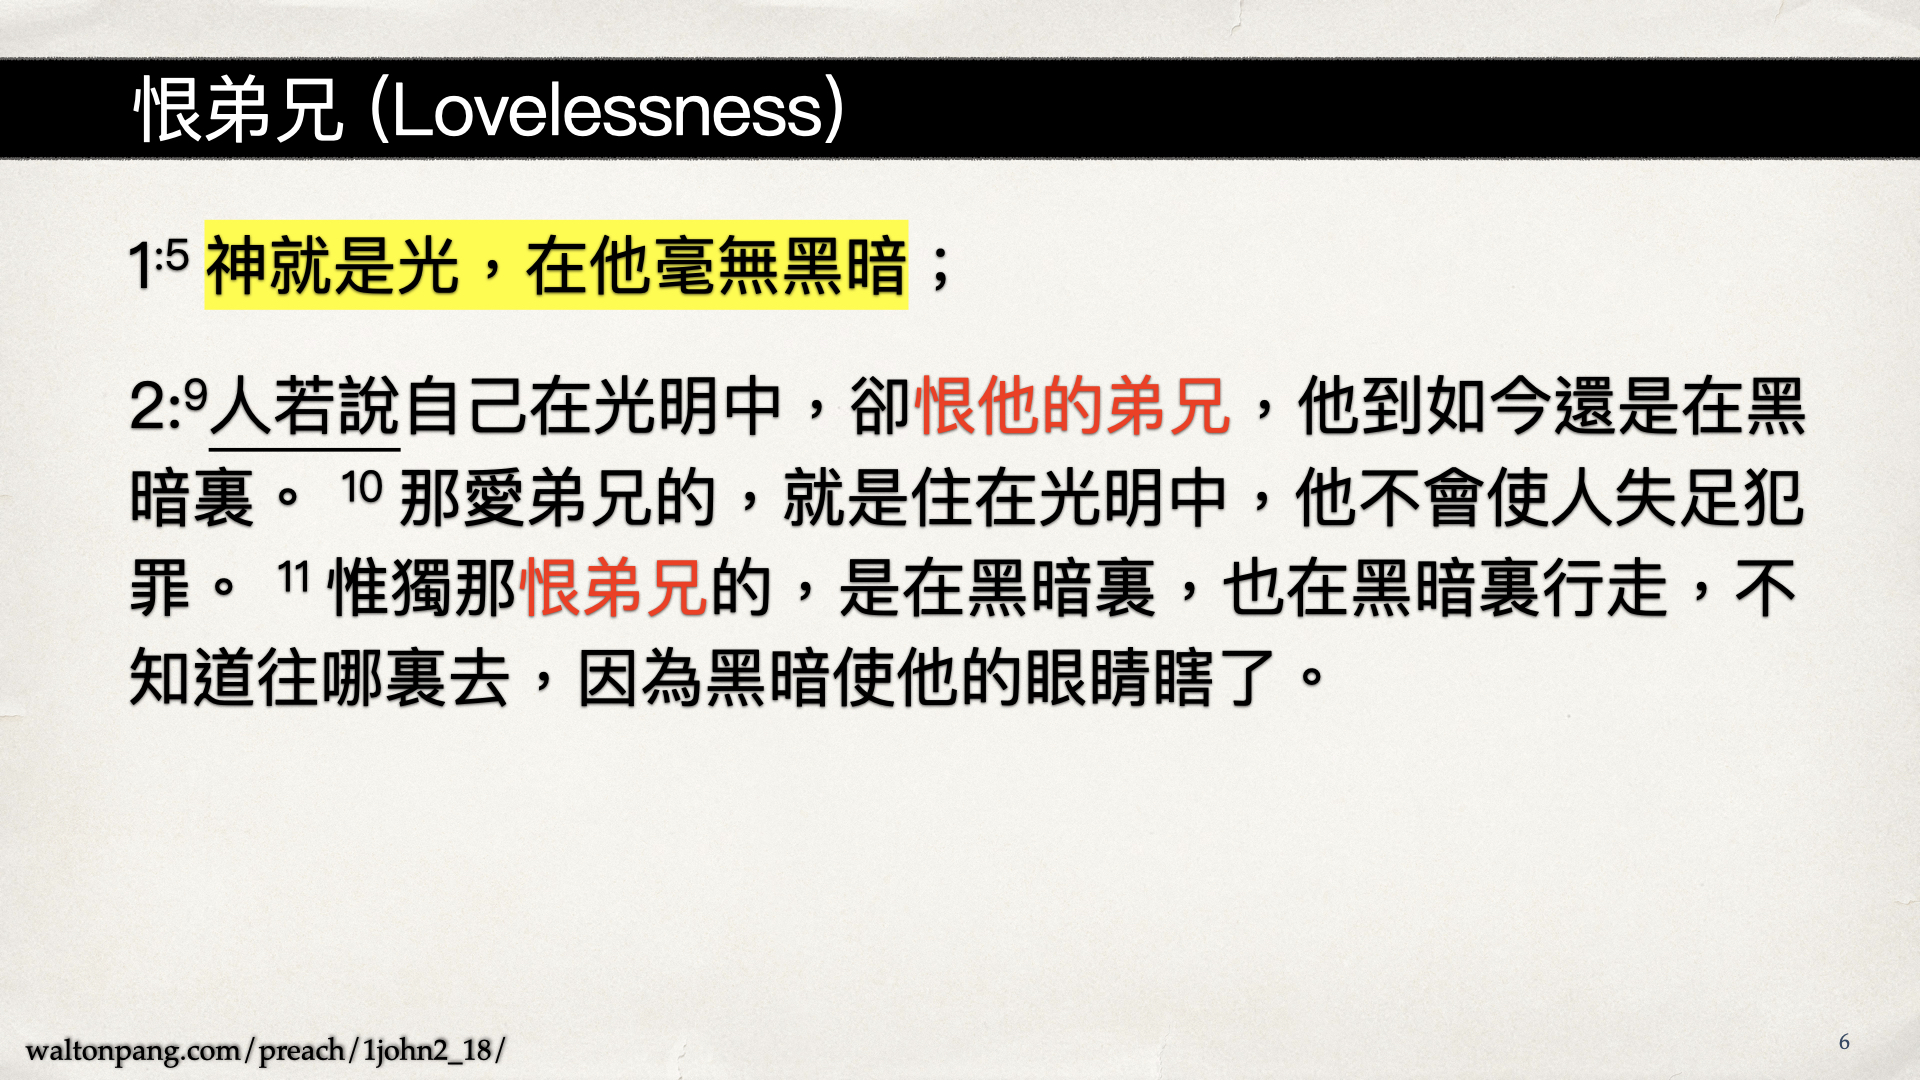 恨弟兄 (Lovelessness)
1:5 神就是光，在他毫無黑暗；
2:9人若說自己在光明中，卻恨他的弟兄，他到如今還是在黑
暗裏。 10 那愛弟兄的，就是住在光明中，他不會使人失足犯
罪。 11 惟獨那恨弟兄的，是在黑暗裏，也在黑暗裏行走，不
知道往哪裏去，因為黑暗使他的眼睛瞎了。
waltonpang.com/preach/1john2_18/
6